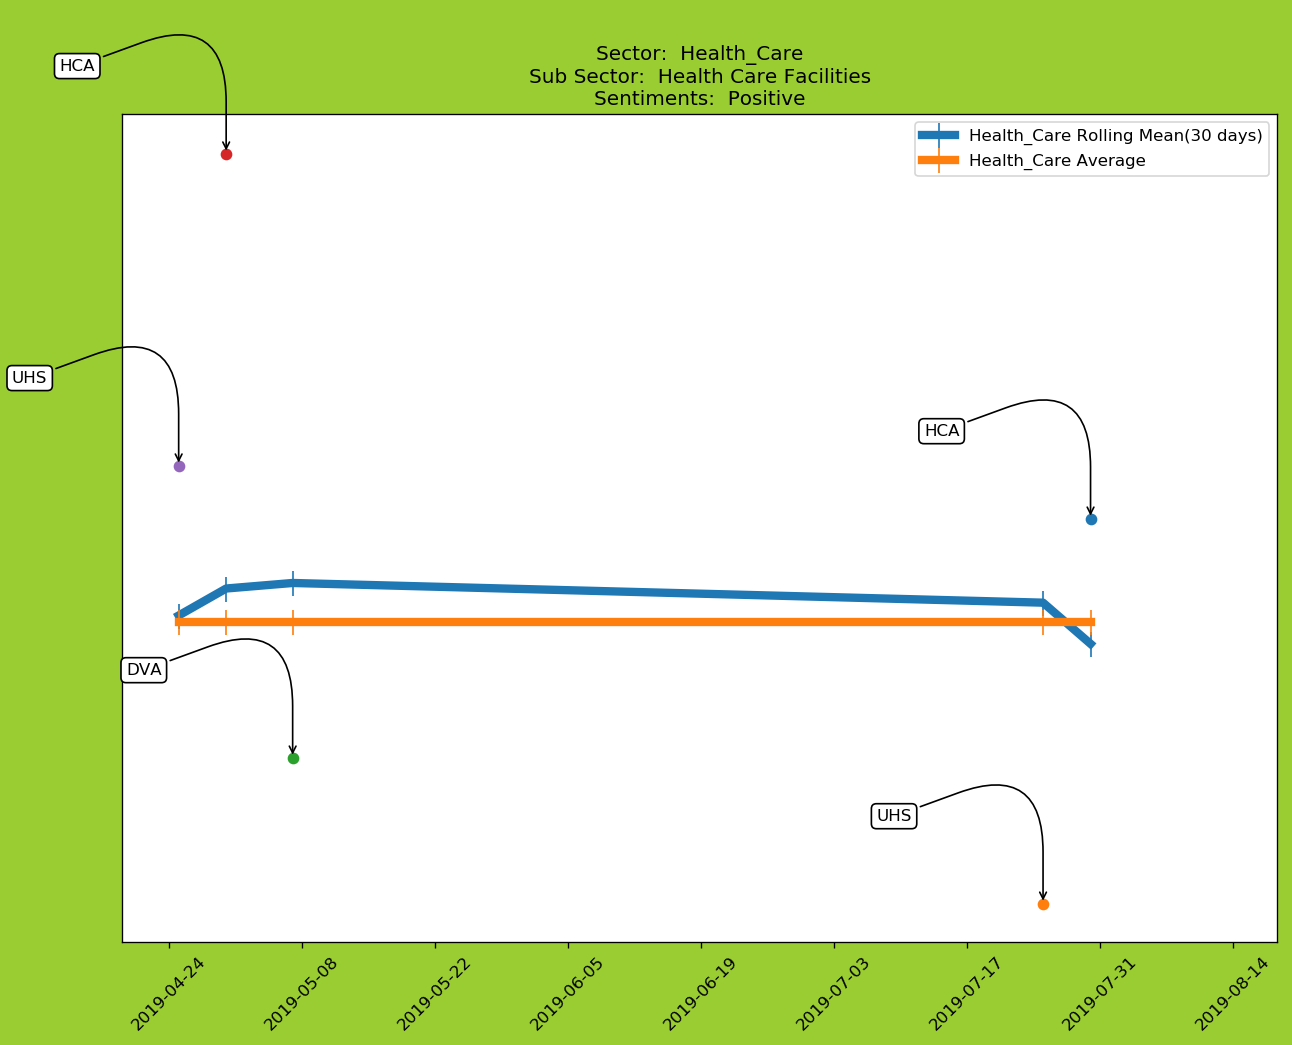 HCA
Sector:  Health_Care
Sub Sector:  Health Care Facilities
Sentiments:  Positive
Health_Care Rolling Mean(30 days)
Health_Care Average
UHS
HCA
DVA
UHS
2019-04-24
2019-05-08
2019-05-22
2019-06-05
2019-06-19
2019-07-03
2019-07-17
2019-07-31
2019-08-14